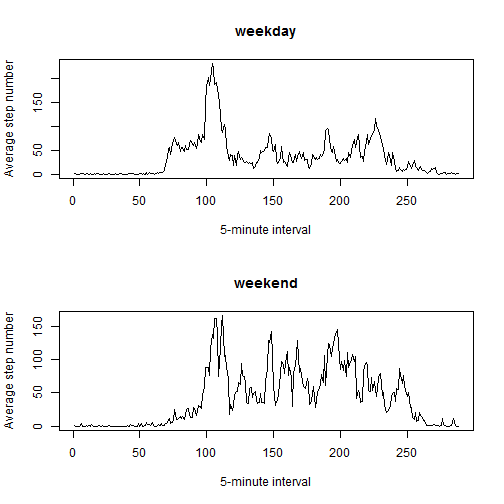 weekday
Average step number
0 50 150
0 50 100 150 200 250
5-minute interval
weekend
Average step number
0 50 100 150
0 50 100 150 200 250
5-minute interval